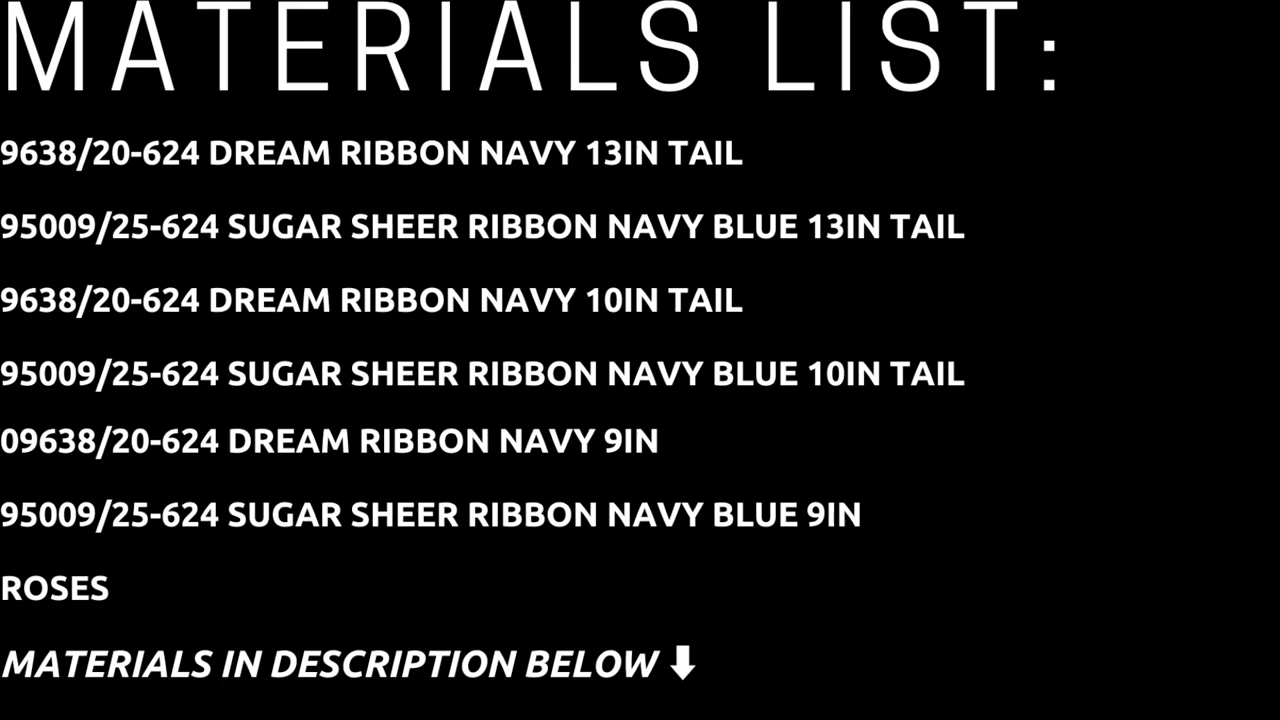 MATERIALS LIST:
9638/20-624 DREAM RIBBON NAVY 13IN TAIL
95009/25-624 SUGAR SHEER RIBBON NAVY BLUE 13IN TAIL
9638/20-624 DREAM RIBBON NAVY 10IN TAIL
95009/25-624 SUGAR SHEER RIBBON NAVY BLUE 10IN TAIL
09638/20-624 DREAM RIBBON NAVY 9IN
95009/25-624 SUGAR SHEER RIBBON NAVY BLUE 9IN
ROSES
MATERIALS IN DESCRIPTION BELOW ⬇